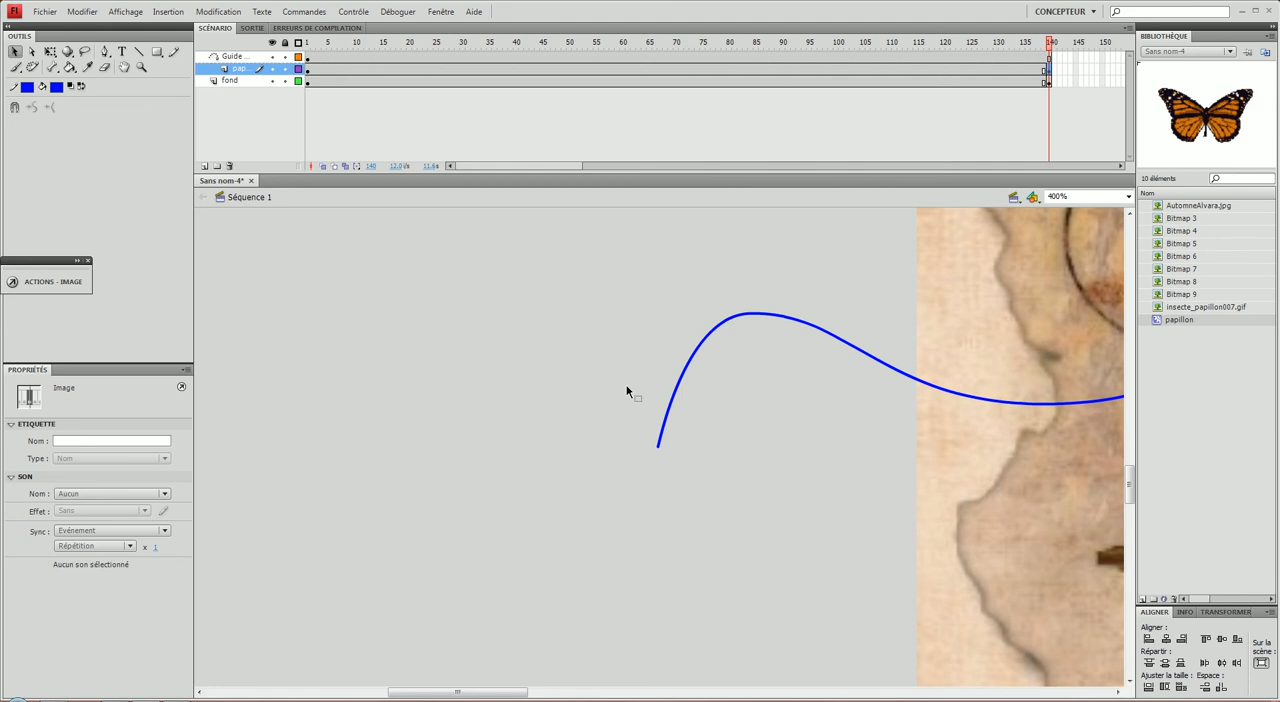 Fl Fichier Modifier Affichage Insertion Modification Texte Commandes Contrôle Déboguer Fenêtre Aide CONCEPTEUR
OUTILS
SCÉNARIO SORTIE ERREURS DE COMPILATION
1 5 10 15 20 25 30 35 40 45 50 55 60 65 70 75 80 85 90 95 100 105 110 115 120 125 130 135 140 145 150
Guide ...
pap...
fond
140 12.0 i/s 11.6s
Sans nom-4*
Séquence 1
400%
ACTIONS - IMAGE
PROPRIÉTÉS
Image
ETIQUETTE
Nom :
Type : Nom
SON
Nom : Aucun
Effet : Sans
Sync : Evénement
Répétition x 1
Aucun son sélectionné
BIBLIOTHÈQUE
Sans nom-4
10 éléments
Nom
AutomneAlvara.jpg
Bitmap 3
Bitmap 4
Bitmap 5
Bitmap 6
Bitmap 7
Bitmap 8
Bitmap 9
insecte_papillon007.gif
papillon
ALIGNER INFO TRANSFORMER
Aligner :
Répartir :
Sur la
scène :
Ajuster la taille : Espace :